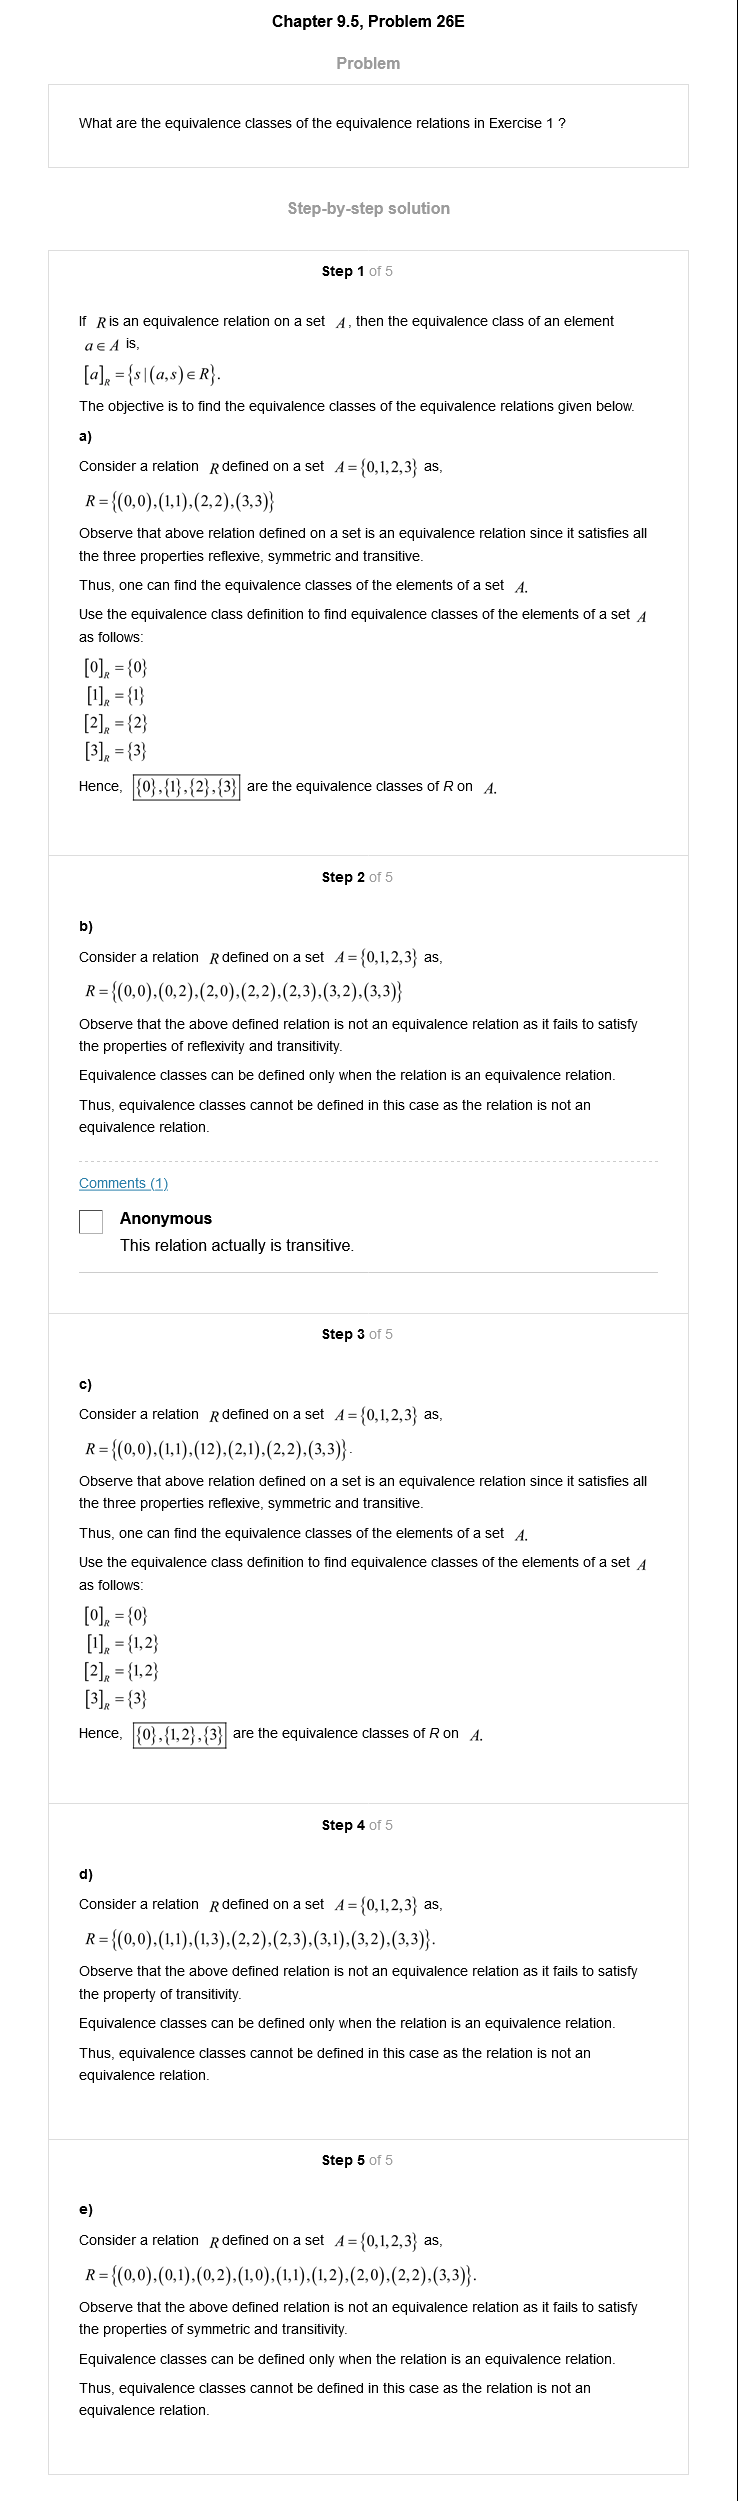 Chapter 9.5, Problem 26E
Problem
What are the equivalence classes of the equivalence relations in Exercise 1 ?
Step-by-step solution
Step 1 of 5
If R is an equivalence relation on a set A, then the equivalence class of an element
a ∈ A is,
[a]_R = {s | (a,s) ∈ R}.
The objective is to find the equivalence classes of the equivalence relations given below.
a)
Consider a relation R defined on a set A = {0,1,2,3} as,
R = {(0,0),(1,1),(2,2),(3,3)}
Observe that above relation defined on a set is an equivalence relation since it satisfies all
the three properties reflexive, symmetric and transitive.
Thus, one can find the equivalence classes of the elements of a set A.
Use the equivalence class definition to find equivalence classes of the elements of a set A
as follows:
[0]_R = {0}
[1]_R = {1}
[2]_R = {2}
[3]_R = {3}
Hence, {0},{1},{2},{3} are the equivalence classes of R on A.
Step 2 of 5
b)
Consider a relation R defined on a set A = {0,1,2,3} as,
R = {(0,0),(0,2),(2,0),(2,2),(2,3),(3,2),(3,3)}
Observe that the above defined relation is not an equivalence relation as it fails to satisfy
the properties of reflexivity and transitivity.
Equivalence classes can be defined only when the relation is an equivalence relation.
Thus, equivalence classes cannot be defined in this case as the relation is not an
equivalence relation.
Comments (1)
Anonymous
This relation actually is transitive.
Step 3 of 5
c)
Consider a relation R defined on a set A = {0,1,2,3} as,
R = {(0,0),(1,1),(12),(2,1),(2,2),(3,3)}.
Observe that above relation defined on a set is an equivalence relation since it satisfies all
the three properties reflexive, symmetric and transitive.
Thus, one can find the equivalence classes of the elements of a set A.
Use the equivalence class definition to find equivalence classes of the elements of a set A
as follows:
[0]_R = {0}
[1]_R = {1,2}
[2]_R = {1,2}
[3]_R = {3}
Hence, {0},{1,2},{3} are the equivalence classes of R on A.
Step 4 of 5
d)
Consider a relation R defined on a set A = {0,1,2,3} as,
R = {(0,0),(1,1),(1,3),(2,2),(2,3),(3,1),(3,2),(3,3)}.
Observe that the above defined relation is not an equivalence relation as it fails to satisfy
the property of transitivity.
Equivalence classes can be defined only when the relation is an equivalence relation.
Thus, equivalence classes cannot be defined in this case as the relation is not an
equivalence relation.
Step 5 of 5
e)
Consider a relation R defined on a set A = {0,1,2,3} as,
R = {(0,0),(0,1),(0,2),(1,0),(1,1),(1,2),(2,0),(2,2),(3,3)}.
Observe that the above defined relation is not an equivalence relation as it fails to satisfy
the properties of symmetric and transitivity.
Equivalence classes can be defined only when the relation is an equivalence relation.
Thus, equivalence classes cannot be defined in this case as the relation is not an
equivalence relation.